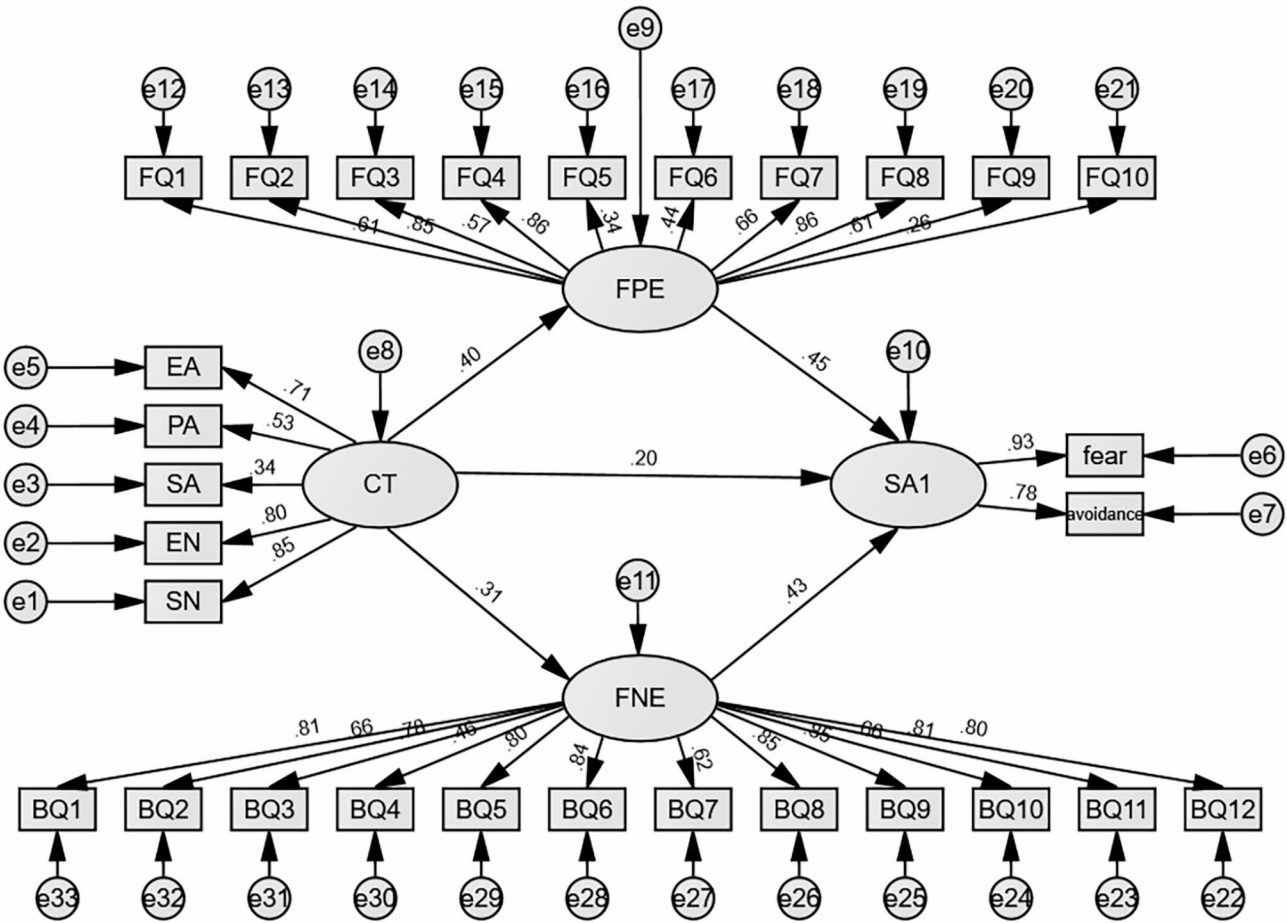 e9
e12 e13 e14 e15 e16 e17 e18 e19 e20 e21
FQ1 FQ2 FQ3 FQ4 FQ5 FQ6 FQ7 FQ8 FQ9 FQ10
.61 .85 .57 .86 .34 .44 .66 .86 .61 .26
FPE
e5 EA e8 .40 .45 e10
.71
e4 PA .53
.93 fear e6
e3 SA .34 CT .20 SA1
.78 avoidance e7
e2 EN .80
.85
e1 SN .31 e11 .43
FNE
.81 .66 .78 .46 .80 .84 .62 .85 .85 .68 .81 .80
BQ1 BQ2 BQ3 BQ4 BQ5 BQ6 BQ7 BQ8 BQ9 BQ10 BQ11 BQ12
e33 e32 e31 e30 e29 e28 e27 e26 e25 e24 e23 e22